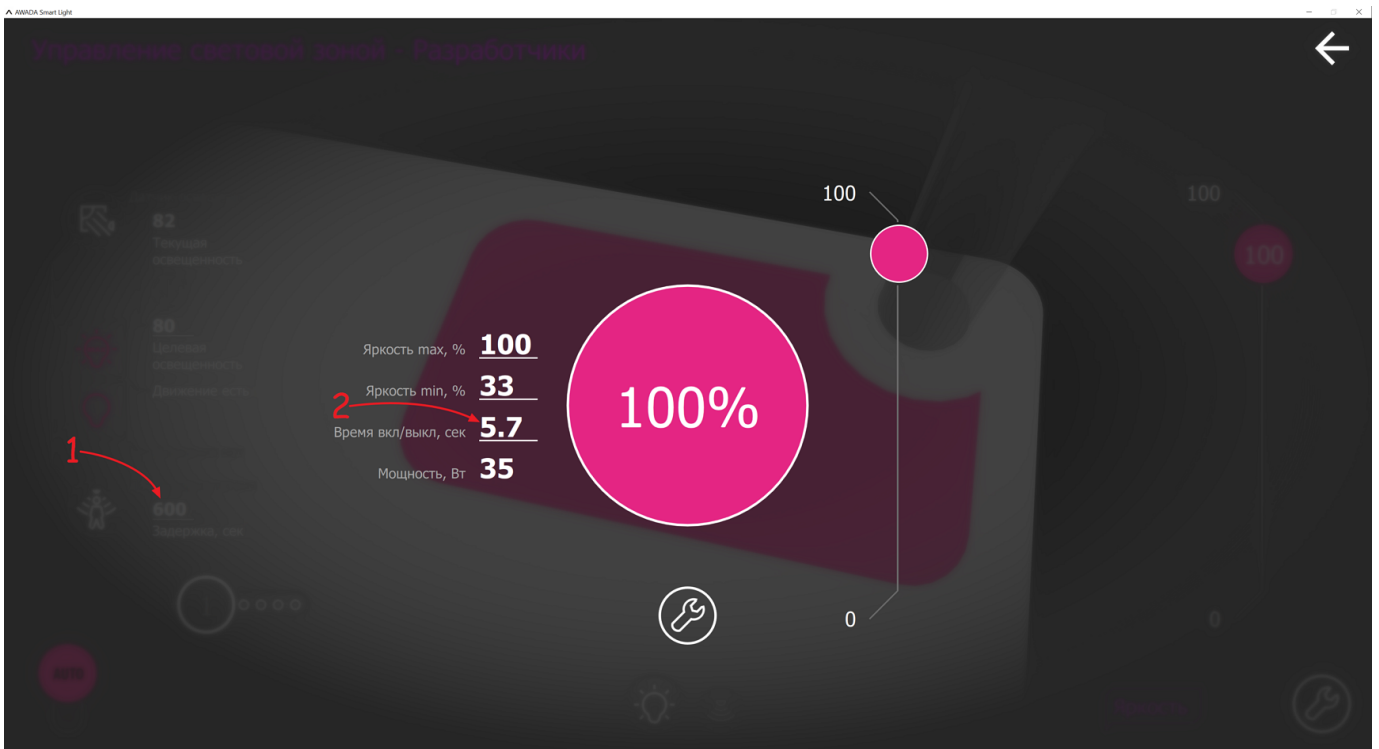 AWADA Smart Light
Управление световой зоной - Разработчики
100
100
82
Текущая
освещенность
100
80
Целевая
освещенность
Движение есть
Яркость max, % 100
Яркость min, % 33
2
Время вкл/выкл, сек 5.7
Мощность, Вт 35
100%
1
600
Задержка, сек
1
0
0